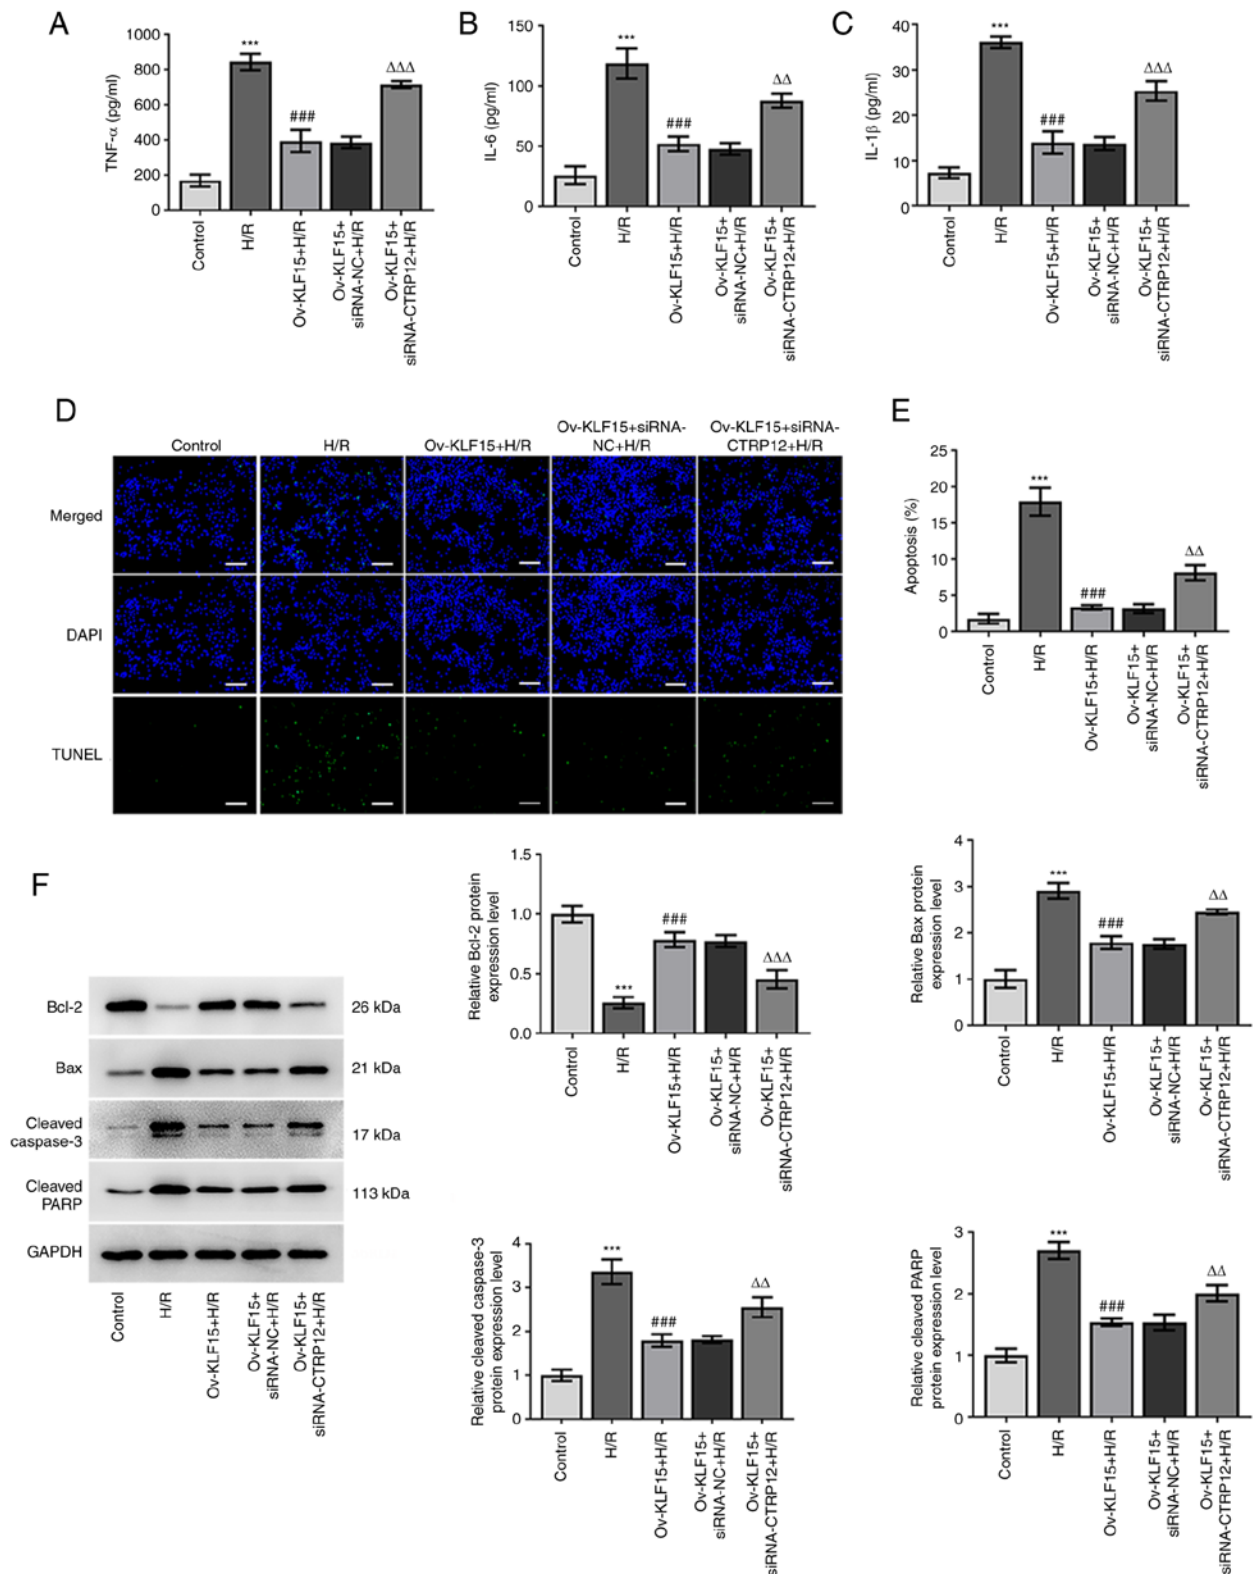 A
TNF-α (pg/ml)
1000
800
600
400
200
0
***
###
ΔΔΔ
Control
H/R
Ov-KLF15+H/R
Ov-KLF15+
siRNA-NC+H/R
Ov-KLF15+
siRNA-CTRP12+H/R
B
IL-6 (pg/ml)
150
100
50
0
***
###
ΔΔ
Control
H/R
Ov-KLF15+H/R
Ov-KLF15+
siRNA-NC+H/R
Ov-KLF15+
siRNA-CTRP12+H/R
C
IL-1β (pg/ml)
40
30
20
10
0
***
###
ΔΔΔ
Control
H/R
Ov-KLF15+H/R
Ov-KLF15+
siRNA-NC+H/R
Ov-KLF15+
siRNA-CTRP12+H/R
D
Control
H/R
Ov-KLF15+H/R
Ov-KLF15+siRNA-
NC+H/R
Ov-KLF15+siRNA-
CTRP12+H/R
Merged
DAPI
TUNEL
E
Apoptosis (%)
25
20
15
10
5
0
***
###
ΔΔ
Control
H/R
Ov-KLF15+H/R
Ov-KLF15+
siRNA-NC+H/R
Ov-KLF15+
siRNA-CTRP12+H/R
F
Bcl-2
26 kDa
Bax
21 kDa
Cleaved
caspase-3
17 kDa
Cleaved
PARP
113 kDa
GAPDH
Control
H/R
Ov-KLF15+H/R
Ov-KLF15+
siRNA-NC+H/R
Ov-KLF15+
siRNA-CTRP12+H/R
Relative Bcl-2 protein
expression level
1.5
1.0
0.5
0.0
***
###
ΔΔΔ
Control
H/R
Ov-KLF15+H/R
Ov-KLF15+
siRNA-NC+H/R
Ov-KLF15+
siRNA-CTRP12+H/R
Relative Bax protein
expression level
4
3
2
1
0
***
###
ΔΔ
Control
H/R
Ov-KLF15+H/R
Ov-KLF15+
siRNA-NC+H/R
Ov-KLF15+
siRNA-CTRP12+H/R
Relative cleaved caspase-3
protein expression level
4
3
2
1
0
***
###
ΔΔ
Control
H/R
Ov-KLF15+H/R
Ov-KLF15+
siRNA-NC+H/R
Ov-KLF15+
siRNA-CTRP12+H/R
Relative cleaved PARP
protein expression level
3
2
1
0
***
###
ΔΔ
Control
H/R
Ov-KLF15+H/R
Ov-KLF15+
siRNA-NC+H/R
Ov-KLF15+
siRNA-CTRP12+H/R